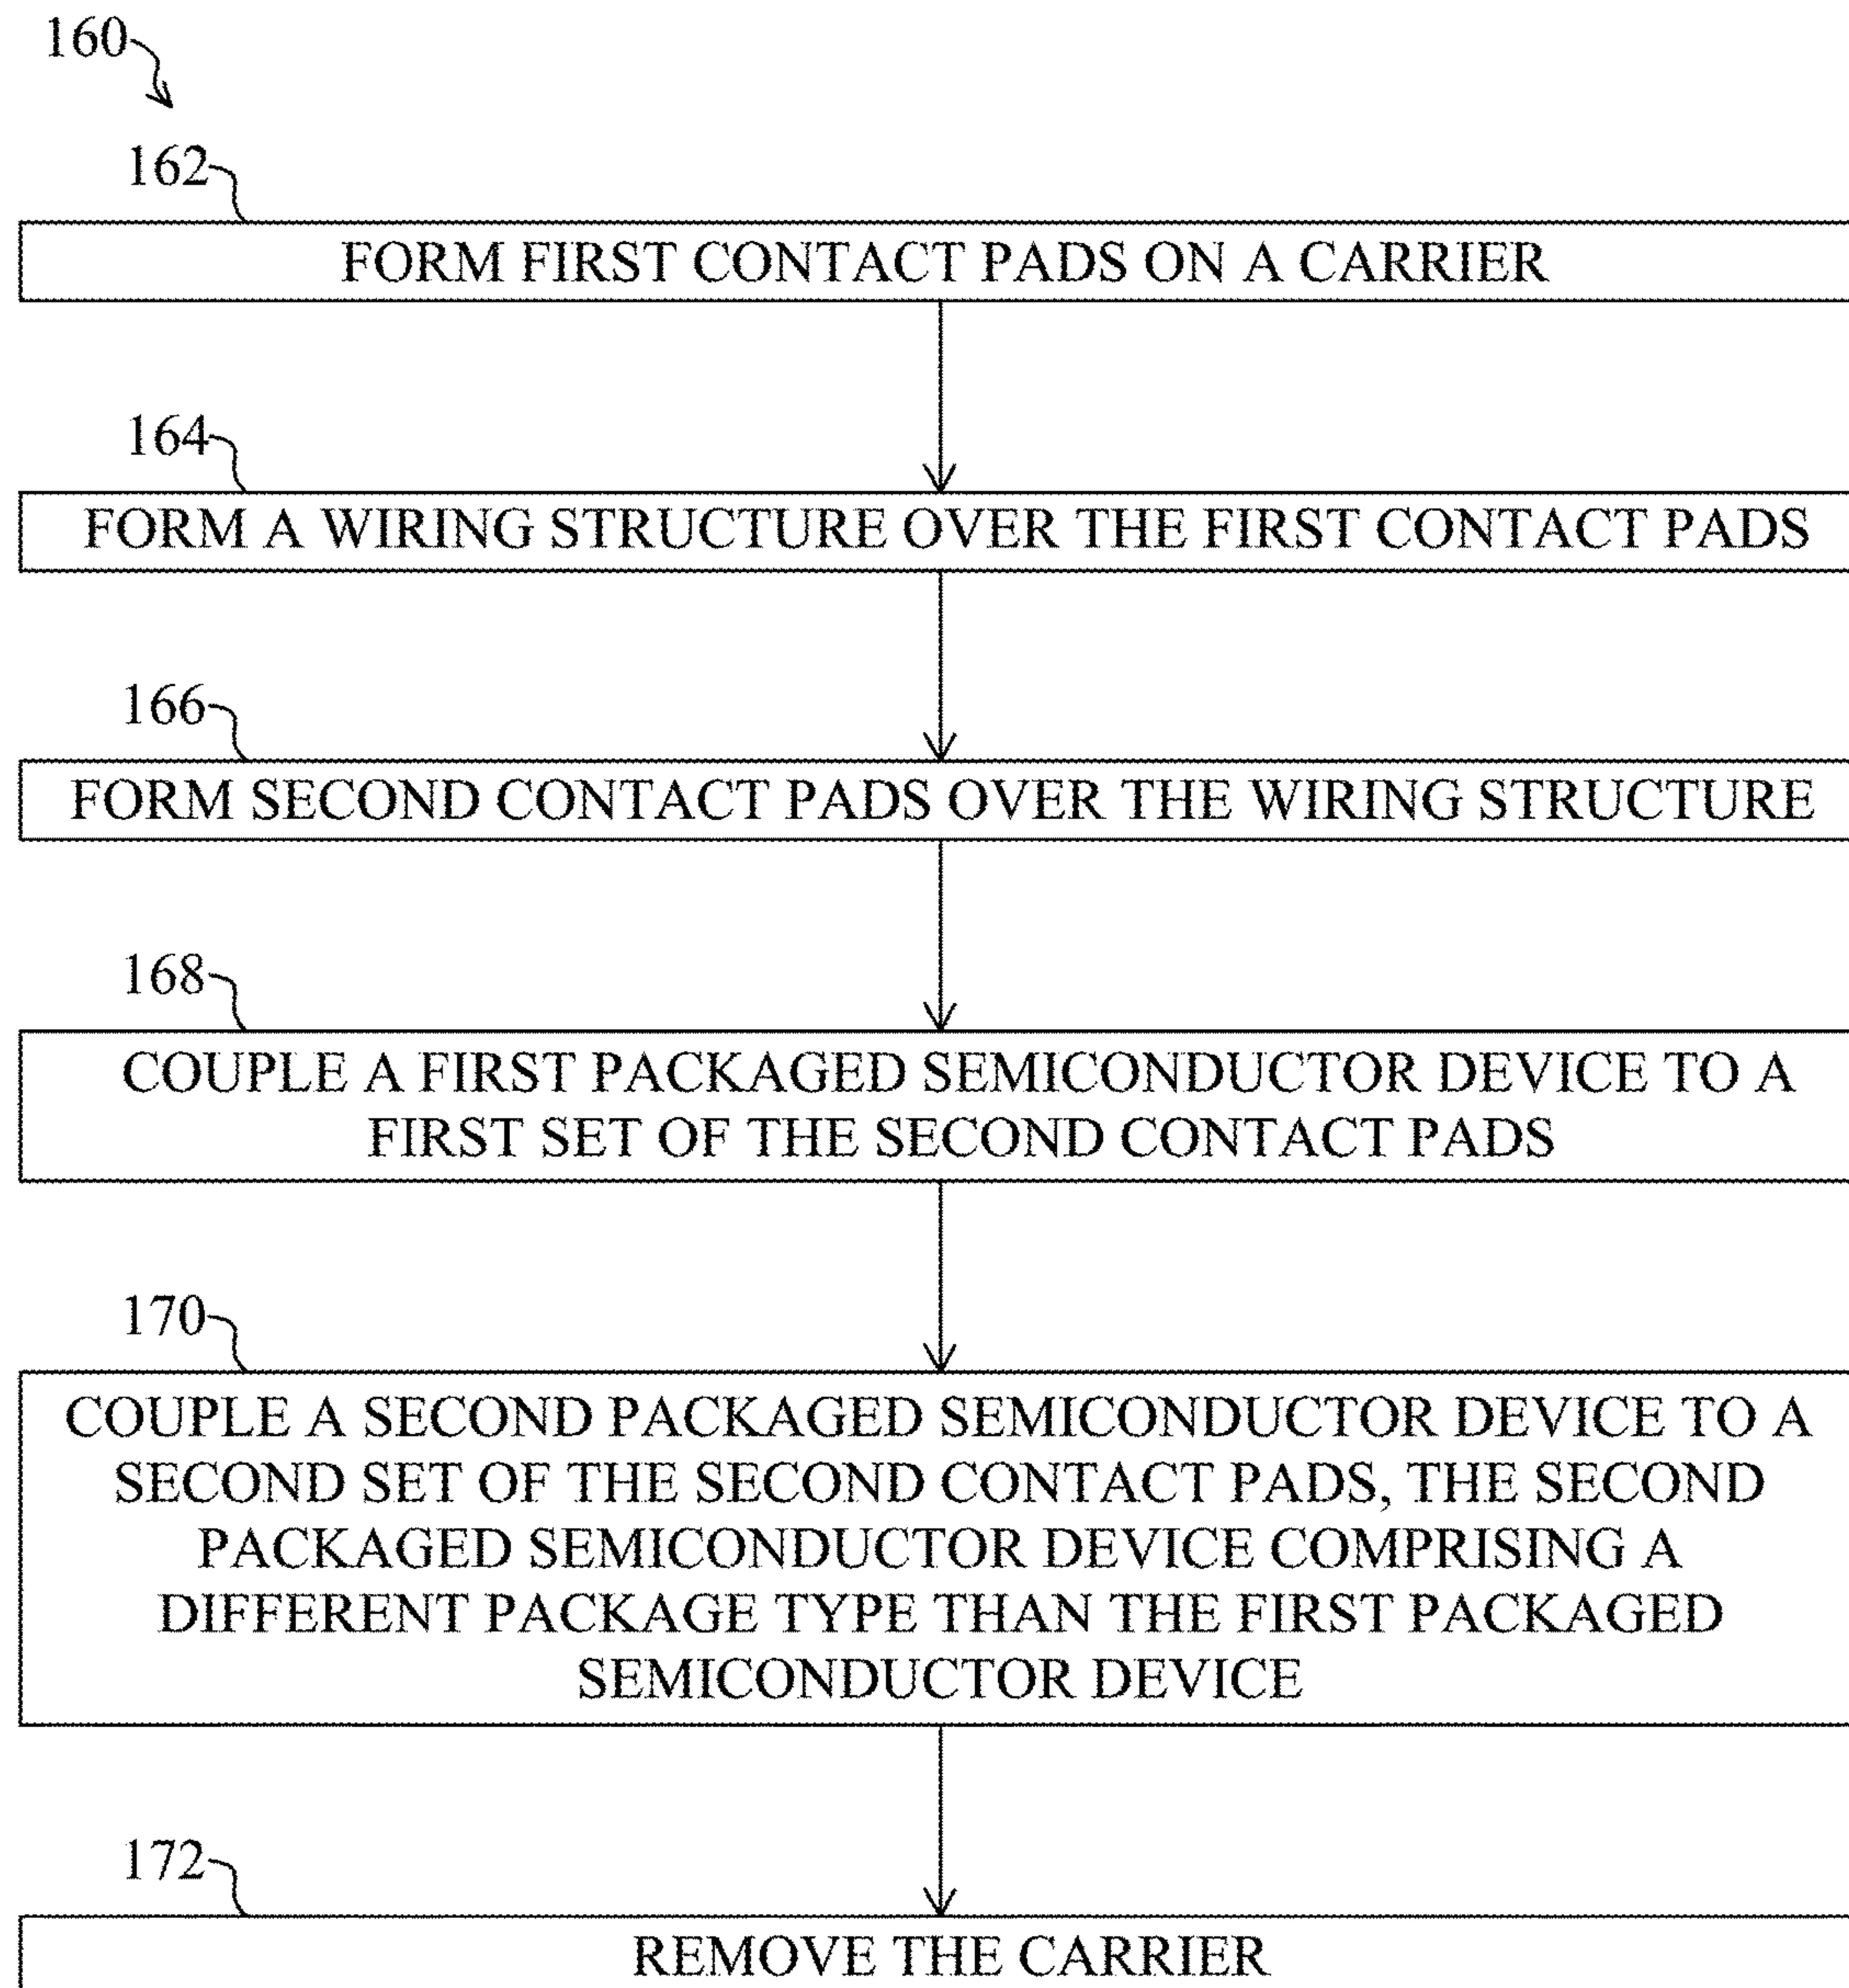 160
162
FORM FIRST CONTACT PADS ON A CARRIER
164
FORM A WIRING STRUCTURE OVER THE FIRST CONTACT PADS
166
FORM SECOND CONTACT PADS OVER THE WIRING STRUCTURE
168
COUPLE A FIRST PACKAGED SEMICONDUCTOR DEVICE TO A
FIRST SET OF THE SECOND CONTACT PADS
170
COUPLE A SECOND PACKAGED SEMICONDUCTOR DEVICE TO A
SECOND SET OF THE SECOND CONTACT PADS, THE SECOND
PACKAGED SEMICONDUCTOR DEVICE COMPRISING A
DIFFERENT PACKAGE TYPE THAN THE FIRST PACKAGED
SEMICONDUCTOR DEVICE
172
REMOVE THE CARRIER